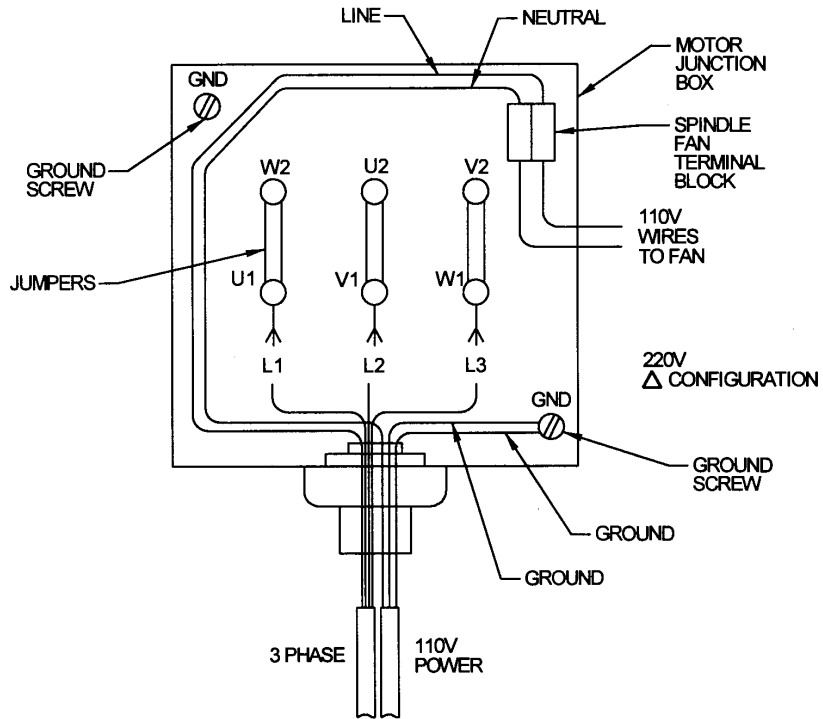 LINE
NEUTRAL
MOTOR
JUNCTION
BOX
GND
SPINDLE
FAN
TERMINAL
BLOCK
GROUND
SCREW
W2
U2
V2
110V
WIRES
TO FAN
JUMPERS
U1
V1
W1
L1
L2
L3
220V
△ CONFIGURATION
GND
GROUND
SCREW
GROUND
GROUND
3 PHASE
110V
POWER